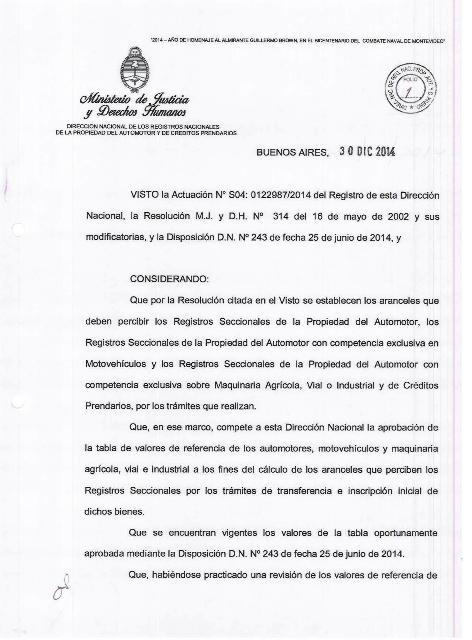 "2014 – AÑO DE HOMENAJE AL ALMIRANTE GUILLERMO BROWN, EN EL BICENTENARIO DEL COMBATE NAVAL DE MONTEVIDEO"
Ministerio de Justicia
y Derechos Humanos
DIRECCIÓN NACIONAL DE LOS REGISTROS NACIONALES
DE LA PROPIEDAD DEL AUTOMOTOR Y DE CRÉDITOS PRENDARIOS
FOLIO
1
BUENOS AIRES, 30 DIC 2014
VISTO la Actuación N° S04: 0122987/2014 del Registro de esta Dirección
Nacional, la Resolución M.J. y D.H. N° 314 del 16 de mayo de 2002 y sus
modificatorias, y la Disposición D.N. N° 243 de fecha 25 de junio de 2014, y
CONSIDERANDO:
Que por la Resolución citada en el Visto se establecen los aranceles que
deben percibir los Registros Seccionales de la Propiedad del Automotor, los
Registros Seccionales de la Propiedad del Automotor con competencia exclusiva en
Motovehículos y los Registros Seccionales de la Propiedad del Automotor con
competencia exclusiva sobre Maquinaria Agrícola, Vial o Industrial y de Créditos
Prendarios, por los trámites que realizan.
Que, en ese marco, compete a esta Dirección Nacional la aprobación de
la tabla de valores de referencia de los automotores, motovehículos y maquinaria
agrícola, vial e industrial a los fines del cálculo de los aranceles que perciben los
Registros Seccionales por los trámites de transferencia e inscripción inicial de
dichos bienes.
Que se encuentran vigentes los valores de la tabla oportunamente
aprobada mediante la Disposición D.N. N° 243 de fecha 25 de junio de 2014.
Que, habiéndose practicado una revisión de los valores de referencia de